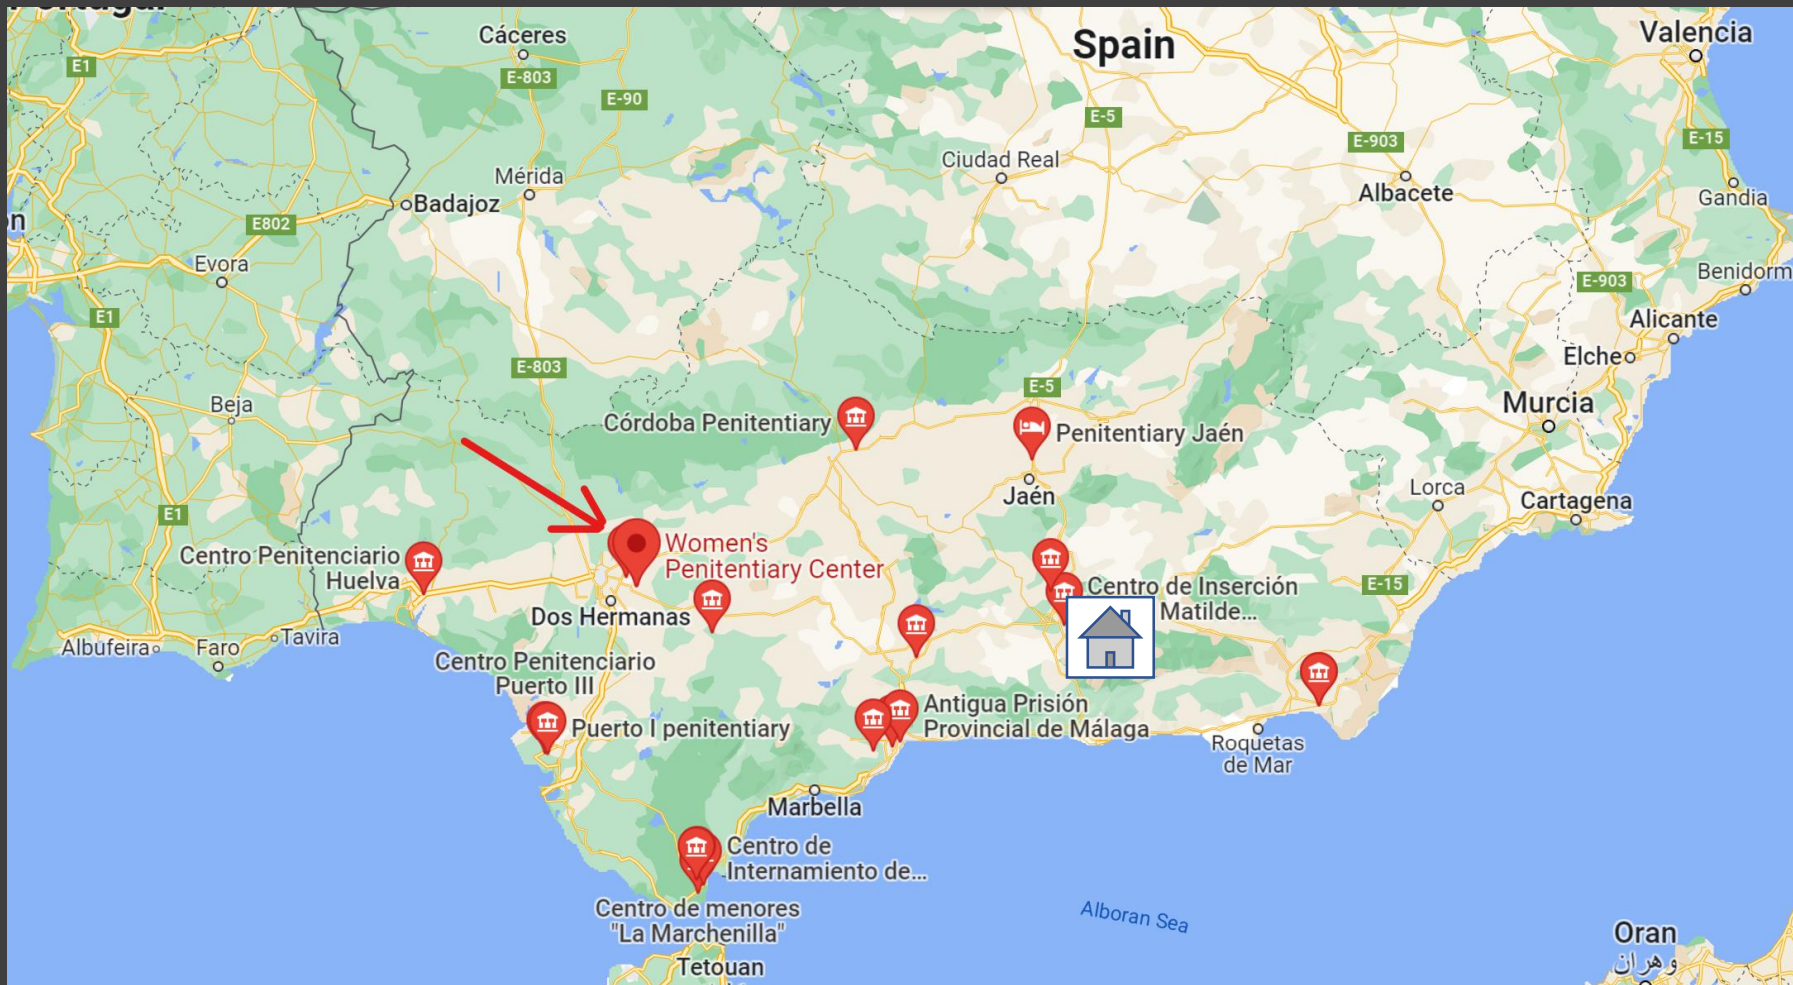 Cáceres
Spain
Valencia
E1
E-803
E-90
E-5
E-903
E-15
Ciudad Real
Mérida
Albacete
Gandia
Badajoz
E802
Evora
Benidorm
E-903
E1
Alicante
Elche
E-803
E-5
Beja
Murcia
Córdoba Penitentiary
Penitentiary Jaén
Jaén
Lorca
Cartagena
E1
Centro Penitenciario
Huelva
Women's
Penitentiary Center
Centro de Inserción
Matilde...
E-15
Dos Hermanas
Albufeira
Faro
Tavira
Centro Penitenciario
Puerto III
Puerto I penitentiary
Antigua Prisión
Provincial de Málaga
Roquetas
de Mar
Marbella
Centro de
Internamiento de...
Centro de menores
"La Marchenilla"
Alboran Sea
Tetouan
Oran
وهران